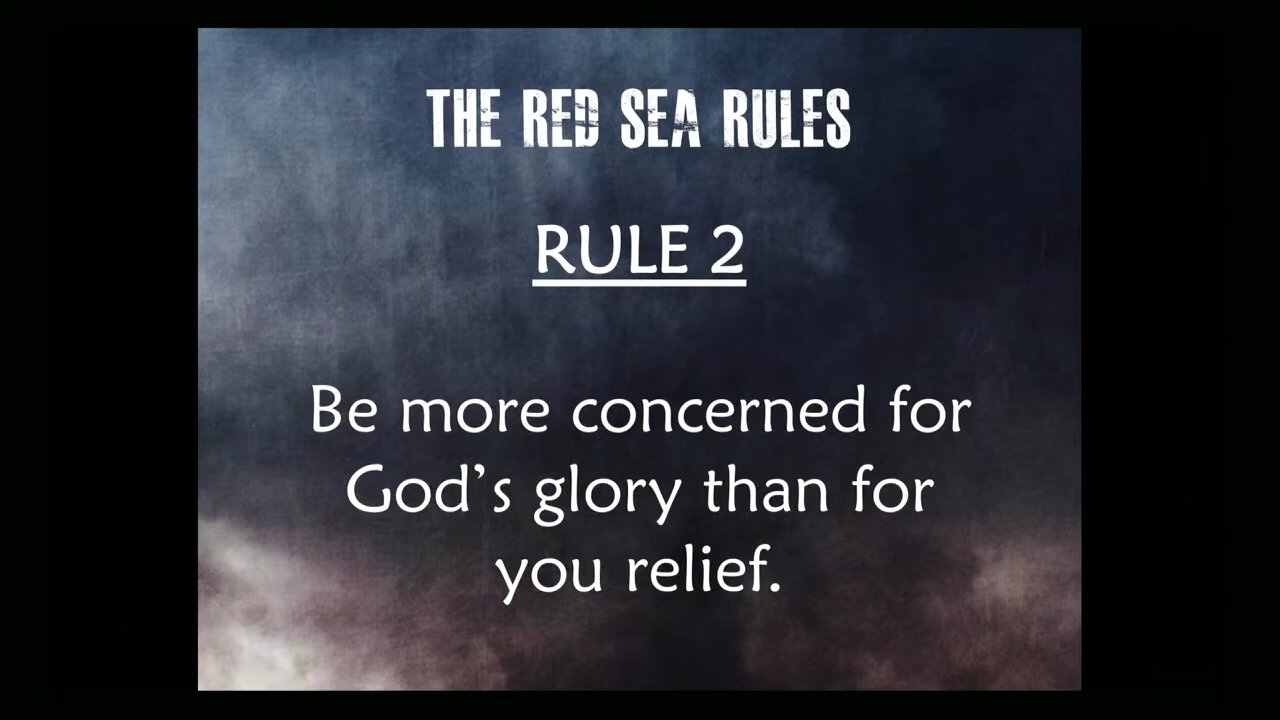 THE RED SEA RULES
RULE 2
Be more concerned for
God’s glory than for
you relief.